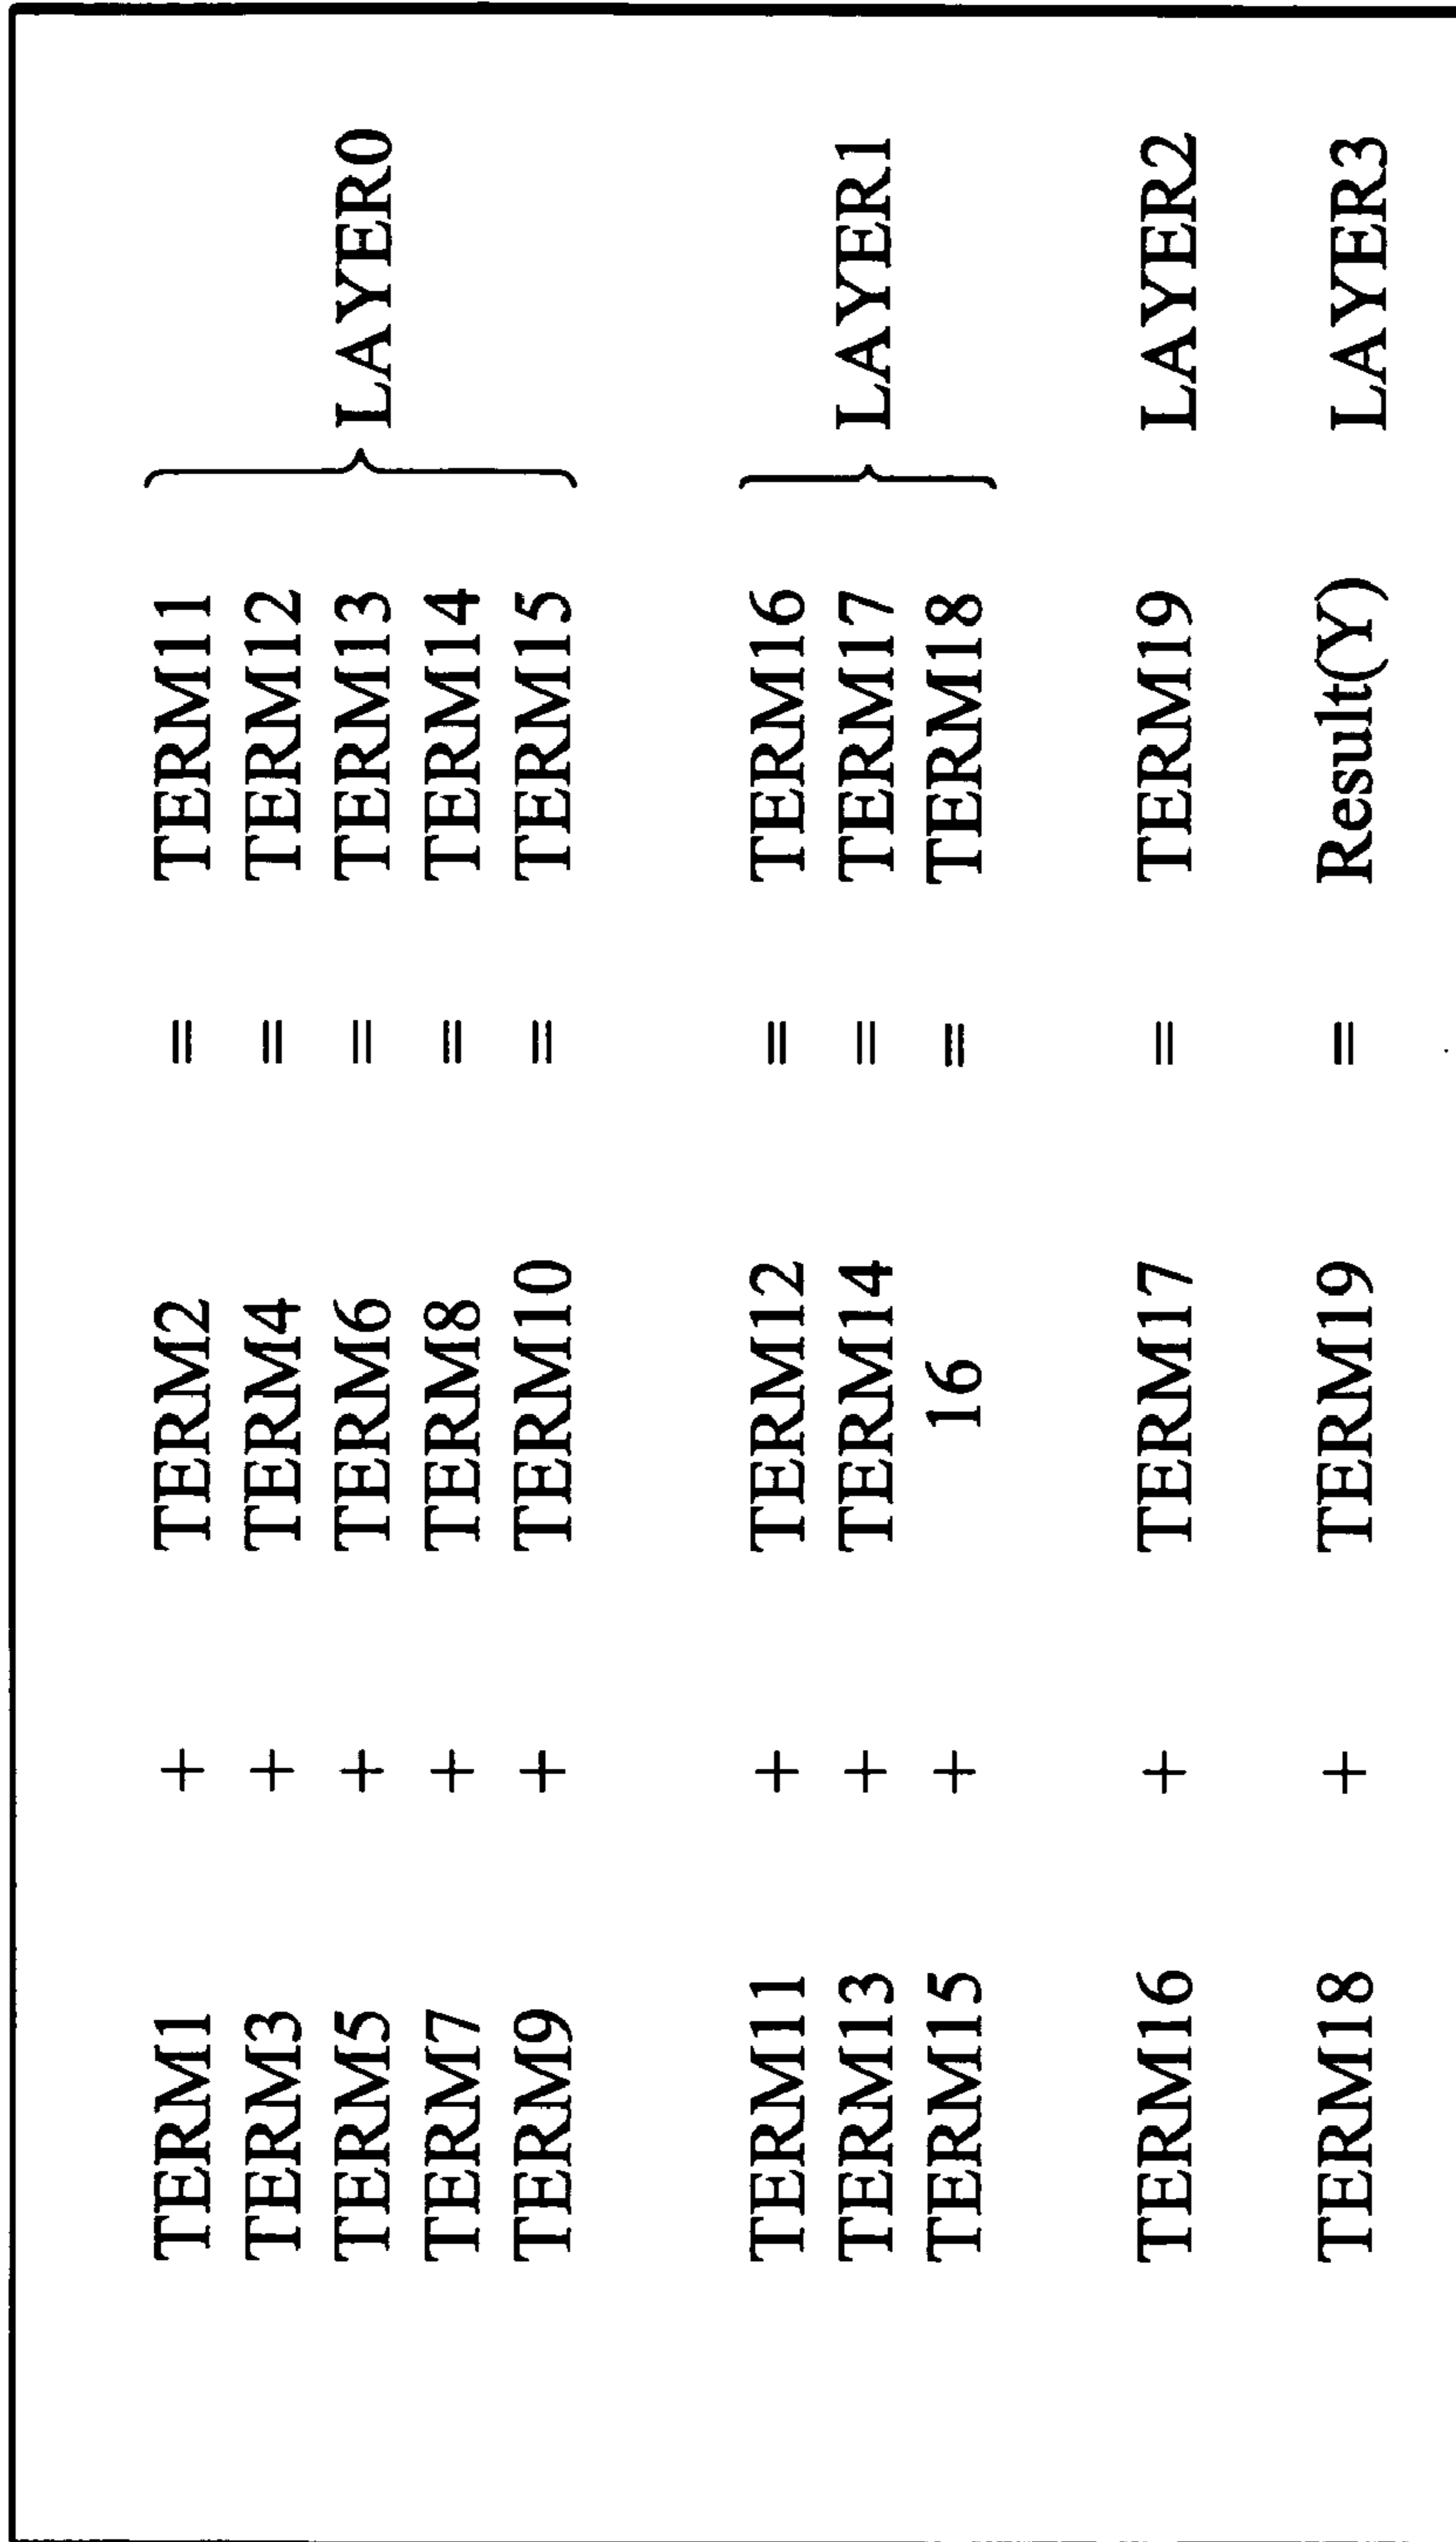 TERM1 + TERM2 = TERM11
TERM3 + TERM4 = TERM12
TERM5 + TERM6 = TERM13 LAYER0
TERM7 + TERM8 = TERM14
TERM9 + TERM10 = TERM15
TERM11 + TERM12 = TERM16
TERM13 + TERM14 = TERM17 LAYER1
TERM15 + 16 = TERM18
TERM16 + TERM17 = TERM19 LAYER2
TERM18 + TERM19 = Result(Y) LAYER3